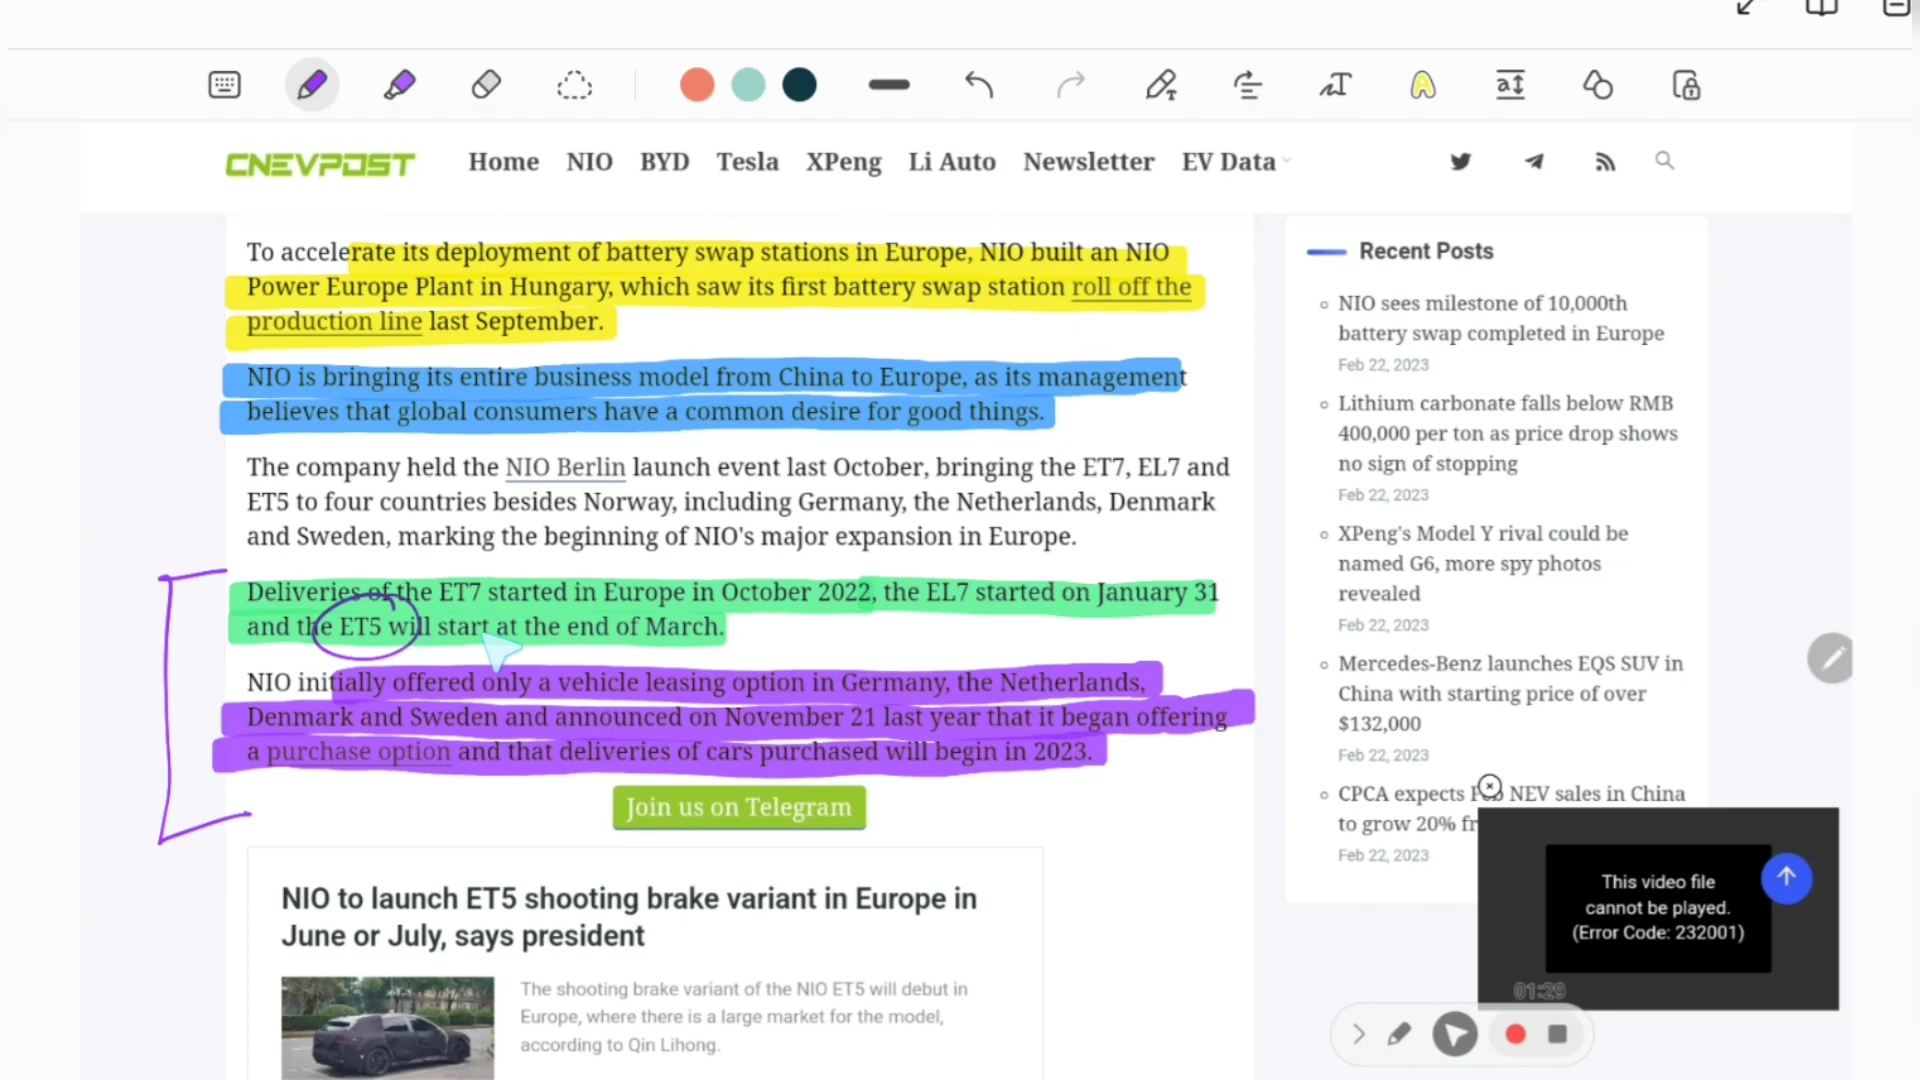 CNEVPOST
Home NIO BYD Tesla XPeng Li Auto Newsletter EV Data
To accelerate its deployment of battery swap stations in Europe, NIO built an NIO
Power Europe Plant in Hungary, which saw its first battery swap station roll off the
production line last September.
NIO is bringing its entire business model from China to Europe, as its management
believes that global consumers have a common desire for good things.
The company held the NIO Berlin launch event last October, bringing the ET7, EL7 and
ET5 to four countries besides Norway, including Germany, the Netherlands, Denmark
and Sweden, marking the beginning of NIO's major expansion in Europe.
Deliveries of the ET7 started in Europe in October 2022, the EL7 started on January 31
and the ET5 will start at the end of March.
NIO initially offered only a vehicle leasing option in Germany, the Netherlands,
Denmark and Sweden and announced on November 21 last year that it began offering
a purchase option and that deliveries of cars purchased will begin in 2023.
Join us on Telegram
NIO to launch ET5 shooting brake variant in Europe in
June or July, says president
The shooting brake variant of the NIO ET5 will debut in
Europe, where there is a large market for the model,
according to Qin Lihong.
Recent Posts
NIO sees milestone of 10,000th
battery swap completed in Europe
Feb 22, 2023
Lithium carbonate falls below RMB
400,000 per ton as price drop shows
no sign of stopping
Feb 22, 2023
XPeng's Model Y rival could be
named G6, more spy photos
revealed
Feb 22, 2023
Mercedes-Benz launches EQS SUV in
China with starting price of over
$132,000
Feb 22, 2023
CPCA expects Feb NEV sales in China
to grow 20%
Feb 22, 2023
This video file
cannot be played.
(Error Code: 232001)
01:29